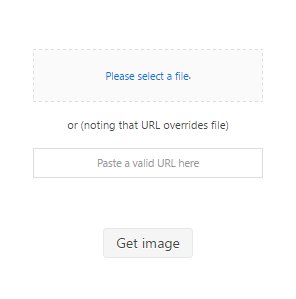 Please select a file.
or (noting that URL overrides file)
Paste a valid URL here
Get image